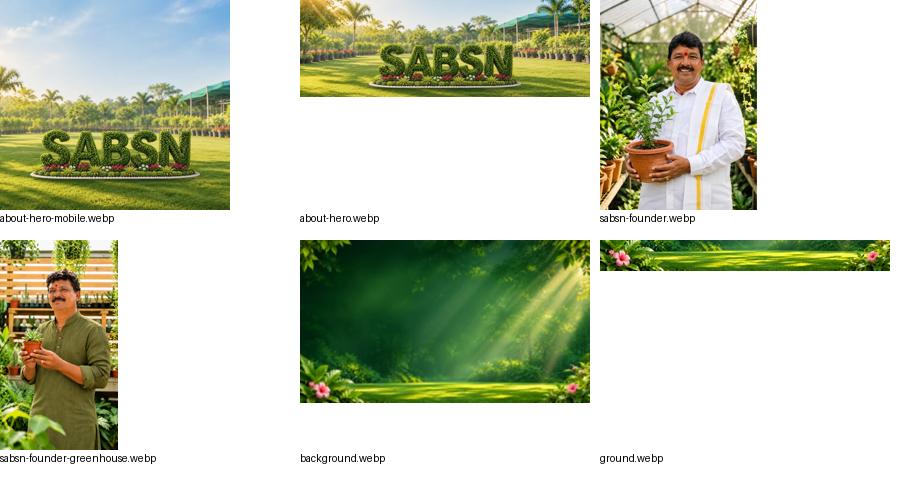 SABSN
SABSN
about-hero-mobile.webp
about-hero.webp
sabsn-founder.webp
sabsn-founder-greenhouse.webp
background.webp
ground.webp